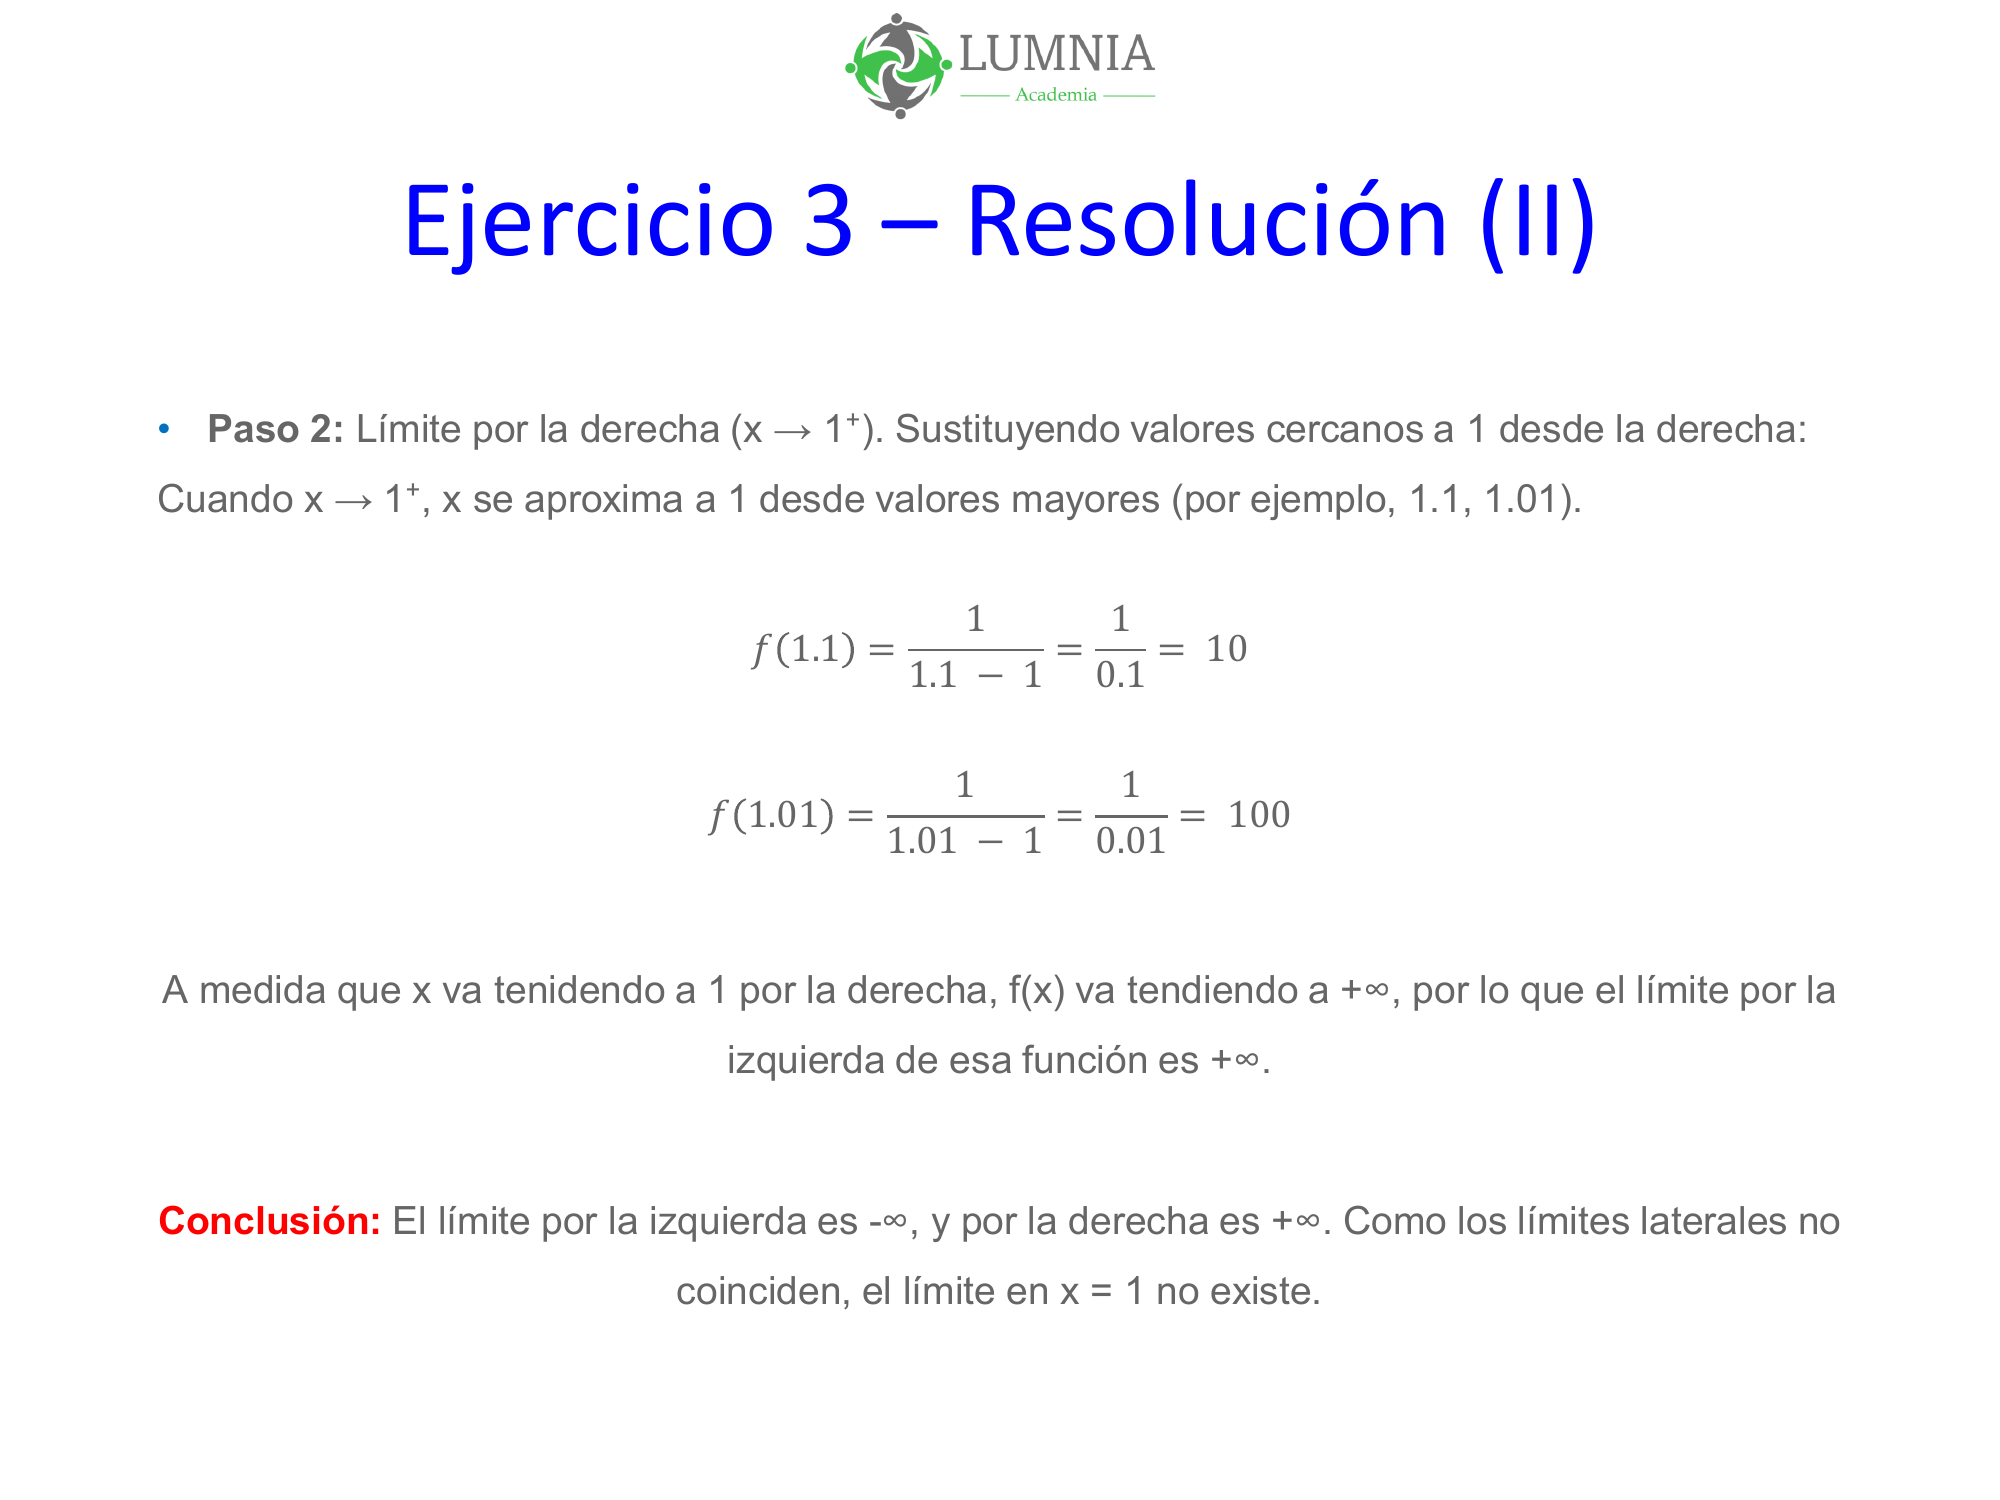 LUMNIA
Academia
Ejercicio 3 – Resolución (II)
• Paso 2: Límite por la derecha (x → 1⁺). Sustituyendo valores cercanos a 1 desde la derecha:
Cuando x → 1⁺, x se aproxima a 1 desde valores mayores (por ejemplo, 1.1, 1.01).
f(1.1) = 1/(1.1 − 1) = 1/0.1 = 10
f(1.01) = 1/(1.01 − 1) = 1/0.01 = 100
A medida que x va tenidendo a 1 por la derecha, f(x) va tendiendo a +∞, por lo que el límite por la
izquierda de esa función es +∞.
Conclusión: El límite por la izquierda es -∞, y por la derecha es +∞. Como los límites laterales no
coinciden, el límite en x = 1 no existe.